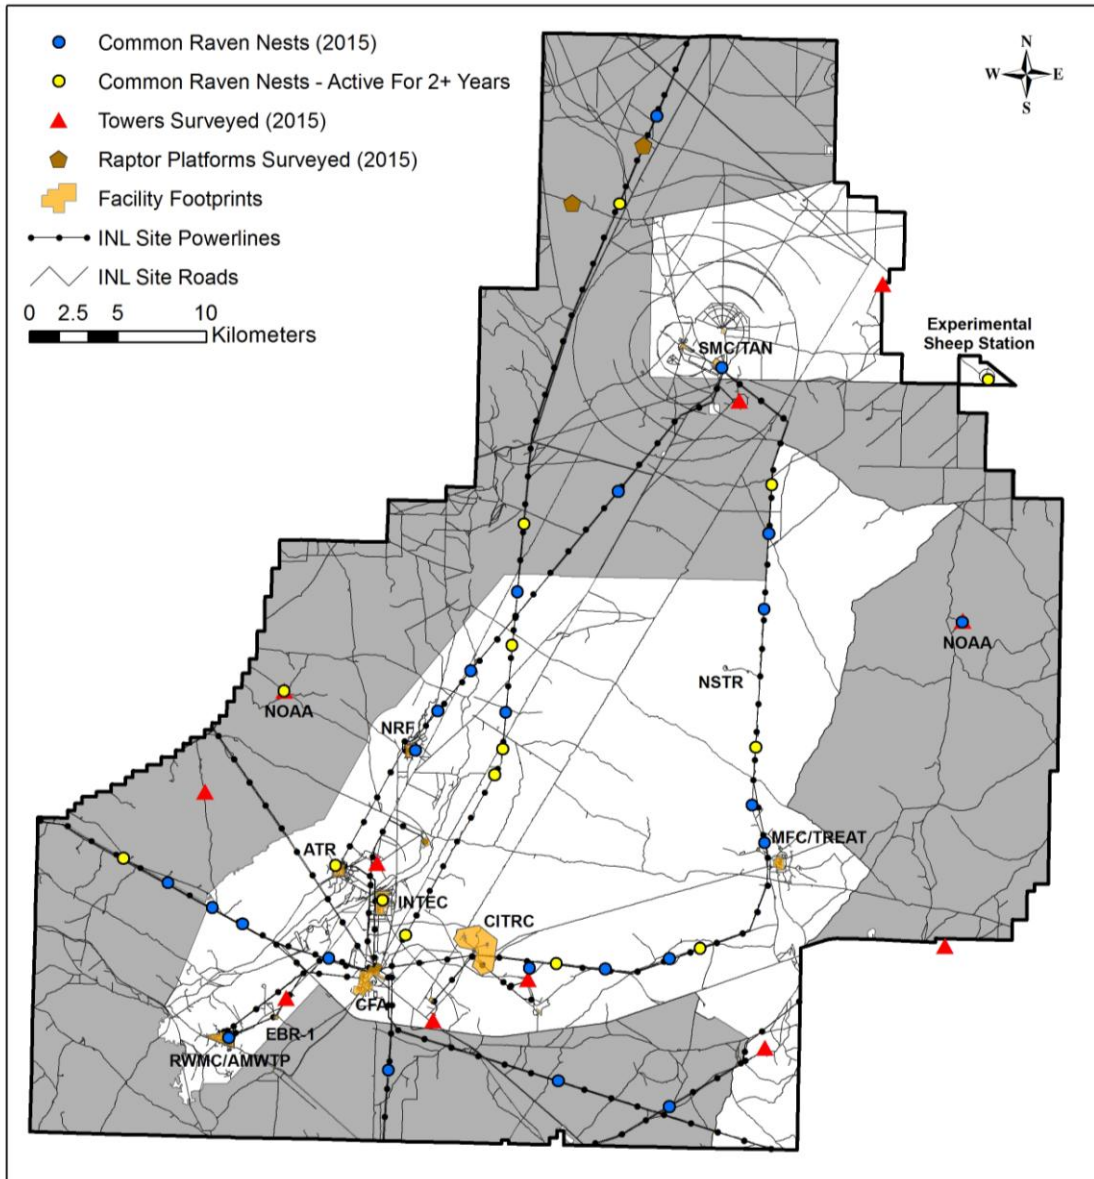 Common Raven Nests (2015)
Common Raven Nests - Active For 2+ Years
Towers Surveyed (2015)
Raptor Platforms Surveyed (2015)
Facility Footprints
INL Site Powerlines
INL Site Roads
0 2.5 5 10
Kilometers
N
W E
S
Experimental
Sheep Station
SMC/TAN
NOAA
NSTR
NOAA
NRF
MFC/TREAT
ATR
INTEC
CITRC
CFA
EBR-1
RWMC/AMWTP